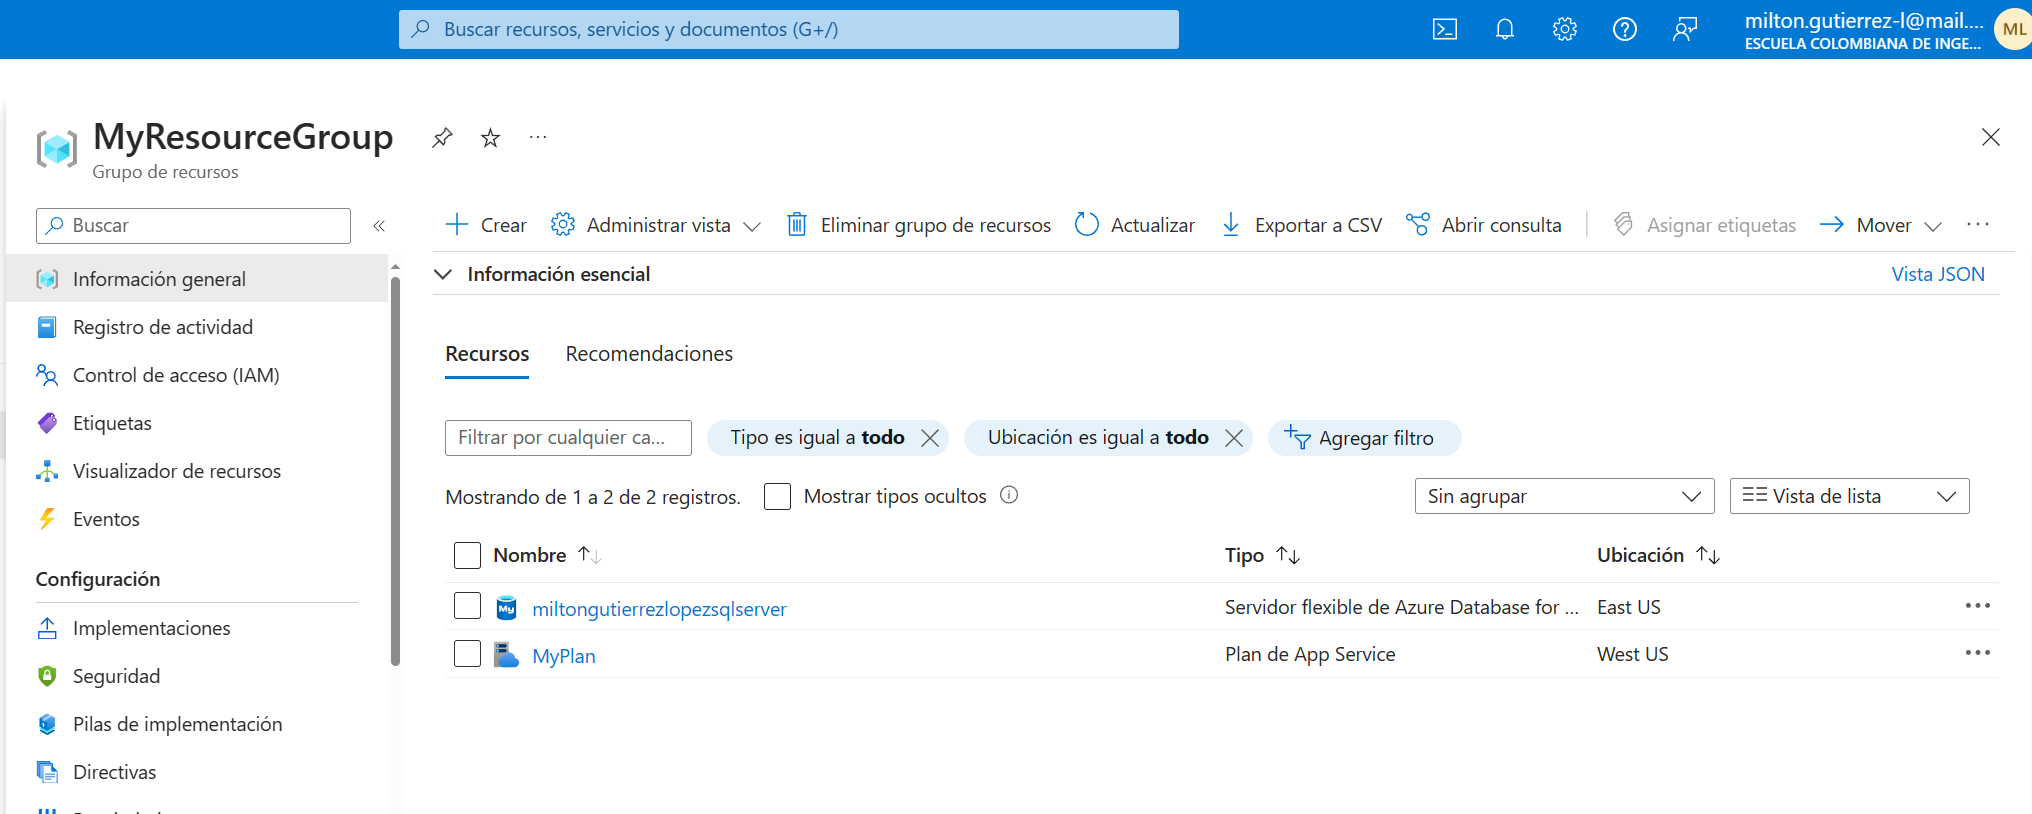 Buscar recursos, servicios y documentos (G+/)
milton.gutierrez-l@mail....
ESCUELA COLOMBIANA DE INGE...
ML
MyResourceGroup
Grupo de recursos
Buscar
Crear
Administrar vista
Eliminar grupo de recursos
Actualizar
Exportar a CSV
Abrir consulta
Asignar etiquetas
Mover
Información general
Registro de actividad
Control de acceso (IAM)
Etiquetas
Visualizador de recursos
Eventos
Configuración
Implementaciones
Seguridad
Pilas de implementación
Directivas
Información esencial
Vista JSON
Recursos
Recomendaciones
Filtrar por cualquier ca...
Tipo es igual a todo
Ubicación es igual a todo
Agregar filtro
Mostrando de 1 a 2 de 2 registros.
Mostrar tipos ocultos
Sin agrupar
Vista de lista
Nombre
Tipo
Ubicación
My
miltongutierrezlopezsqlserver
Servidor flexible de Azure Database for ...
East US
MyPlan
Plan de App Service
West US